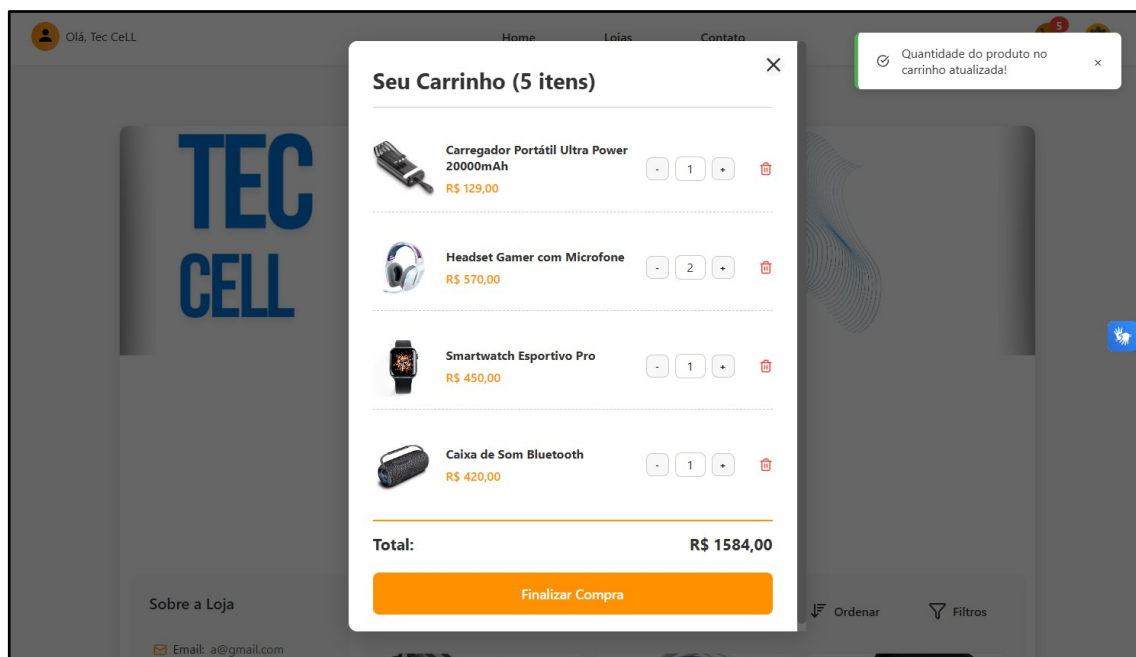 Olá, Tec CeLL
Home
Lojas
Contato
5
Quantidade do produto no
carrinho atualizada!
TEC
CELL
Seu Carrinho (5 itens)
Carregador Portátil Ultra Power
20000mAh
R$ 129,00
- 1 +
Headset Gamer com Microfone
R$ 570,00
- 2 +
Smartwatch Esportivo Pro
R$ 450,00
- 1 +
Caixa de Som Bluetooth
R$ 420,00
- 1 +
Total:
R$ 1584,00
Finalizar Compra
Sobre a Loja
Ordenar
Filtros
Email: a@gmail.com